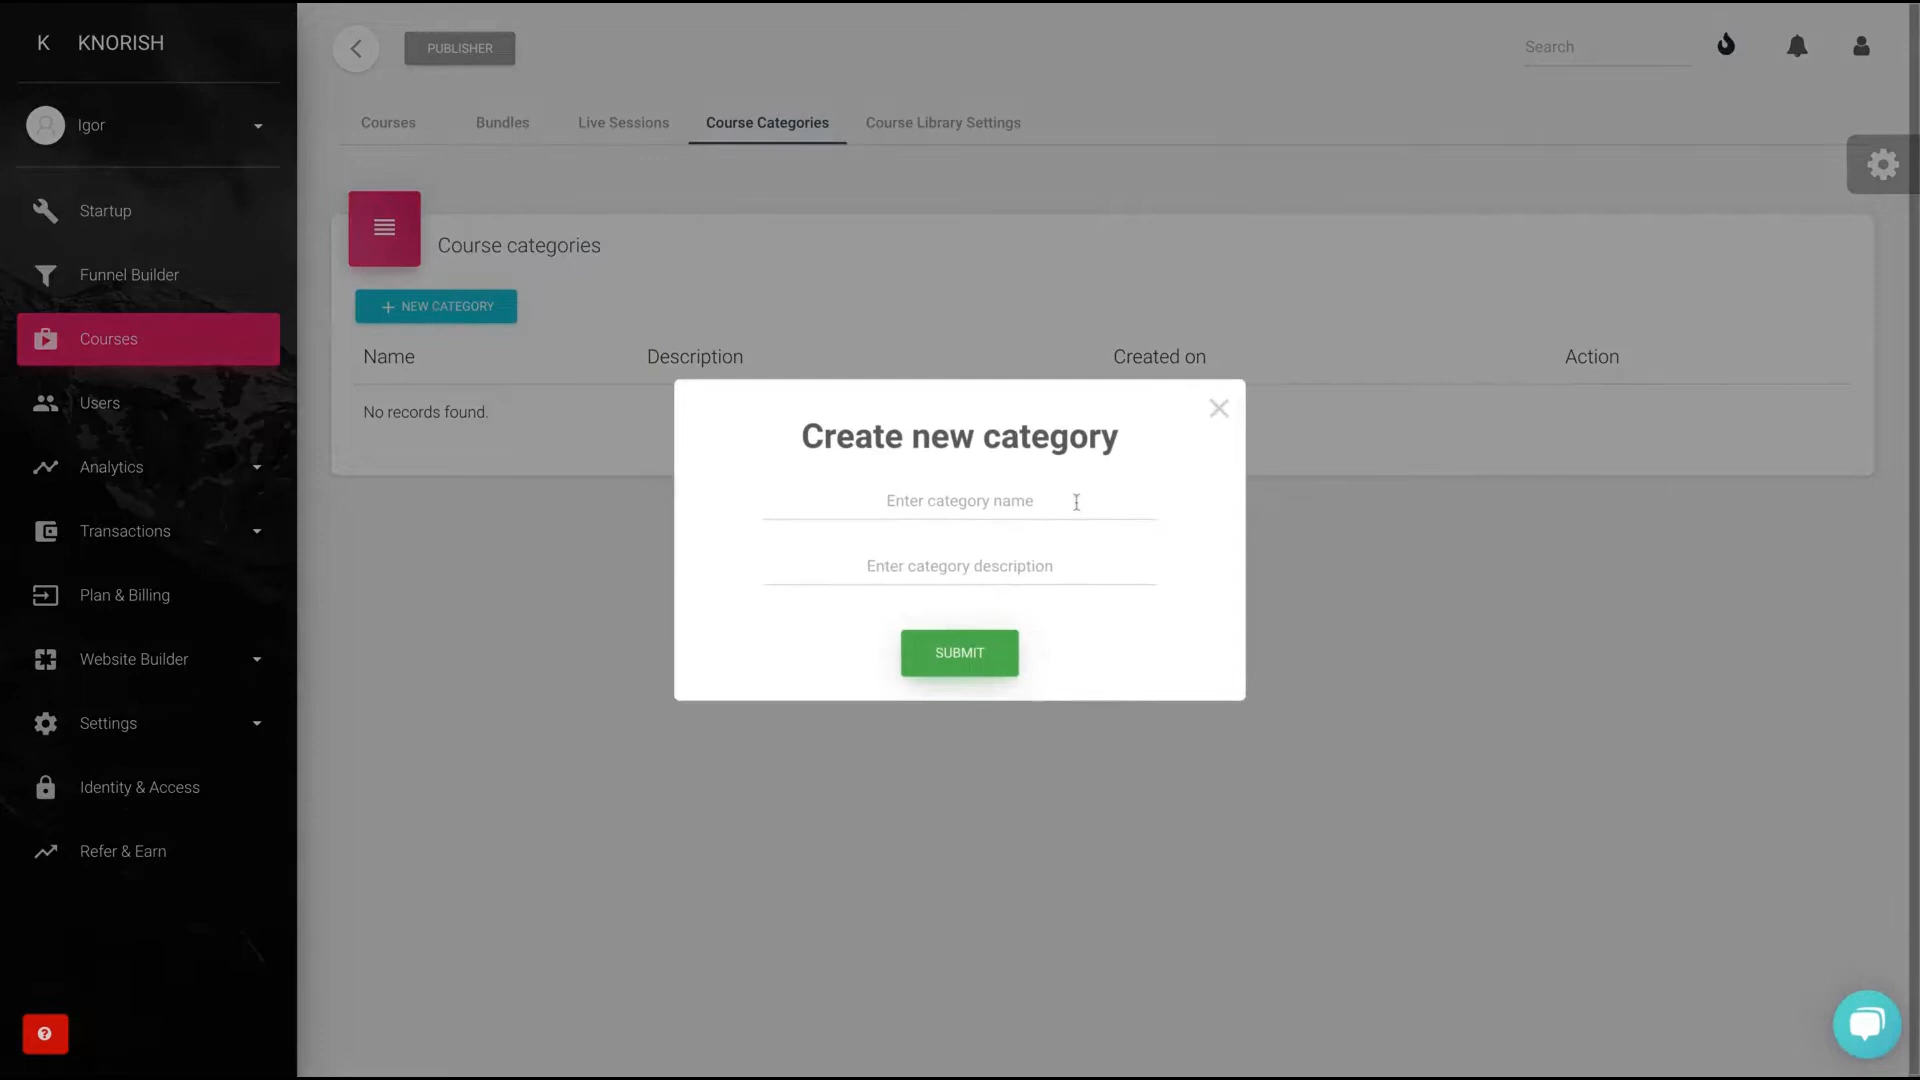 K KNORISH
Igor
Startup
Funnel Builder
Courses
Users
Analytics
Transactions
Plan & Billing
Website Builder
Settings
Identity & Access
Refer & Earn
PUBLISHER
Search
Courses Bundles Live Sessions Course Categories Course Library Settings
Course categories
+ NEW CATEGORY
Name Description Created on Action
No records found.
Create new category
Enter category name
Enter category description
SUBMIT